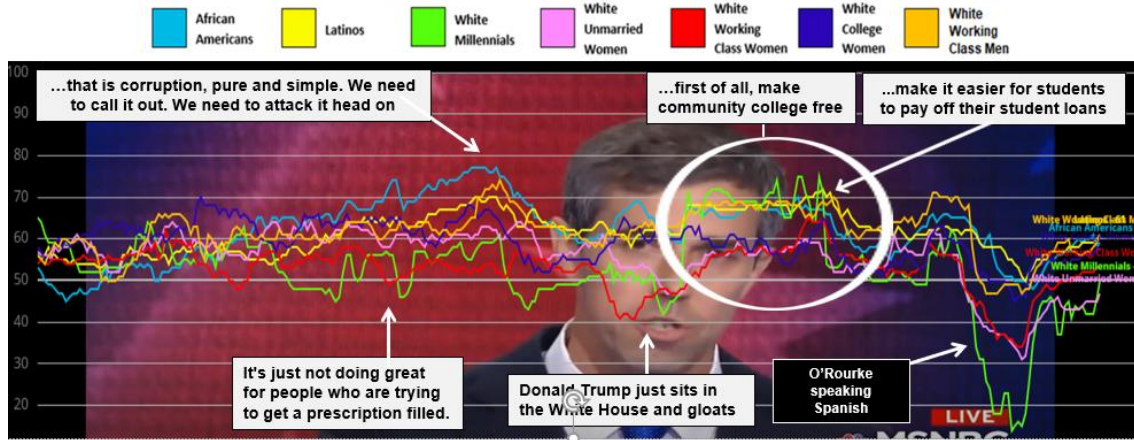 African
Americans
Latinos
White
Millennials
White
Unmarried
Women
White
Working
Class Women
White
College
Women
White
Working
Class Men
100
90
80
70
60
50
40
30
20
…that is corruption, pure and simple. We need
to call it out. We need to attack it head on
…first of all, make
community college free
...make it easier for students
to pay off their student loans
It's just not doing great
for people who are trying
to get a prescription filled.
Donald Trump just sits in
the White House and gloats
O'Rourke
speaking
Spanish
African Americans
White Millennials
White Unmarried Wom
LIVE
MSNBC